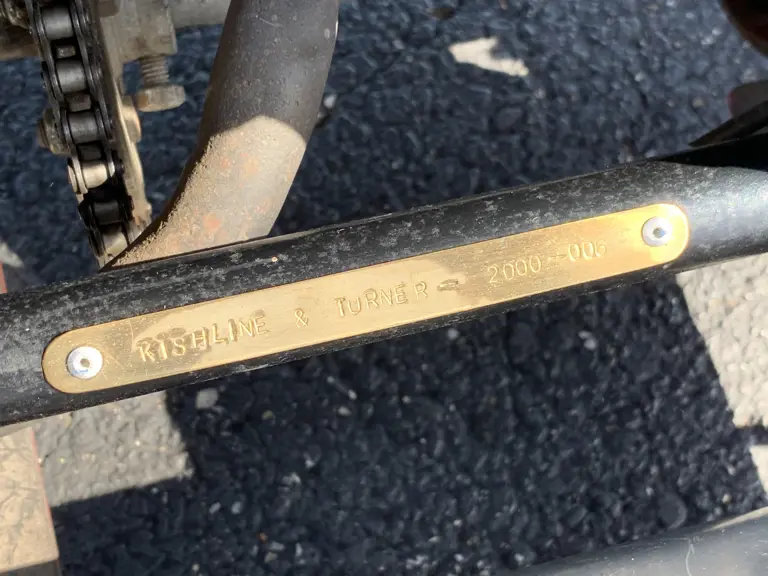 KISHLINE & TURNER - 2000-006